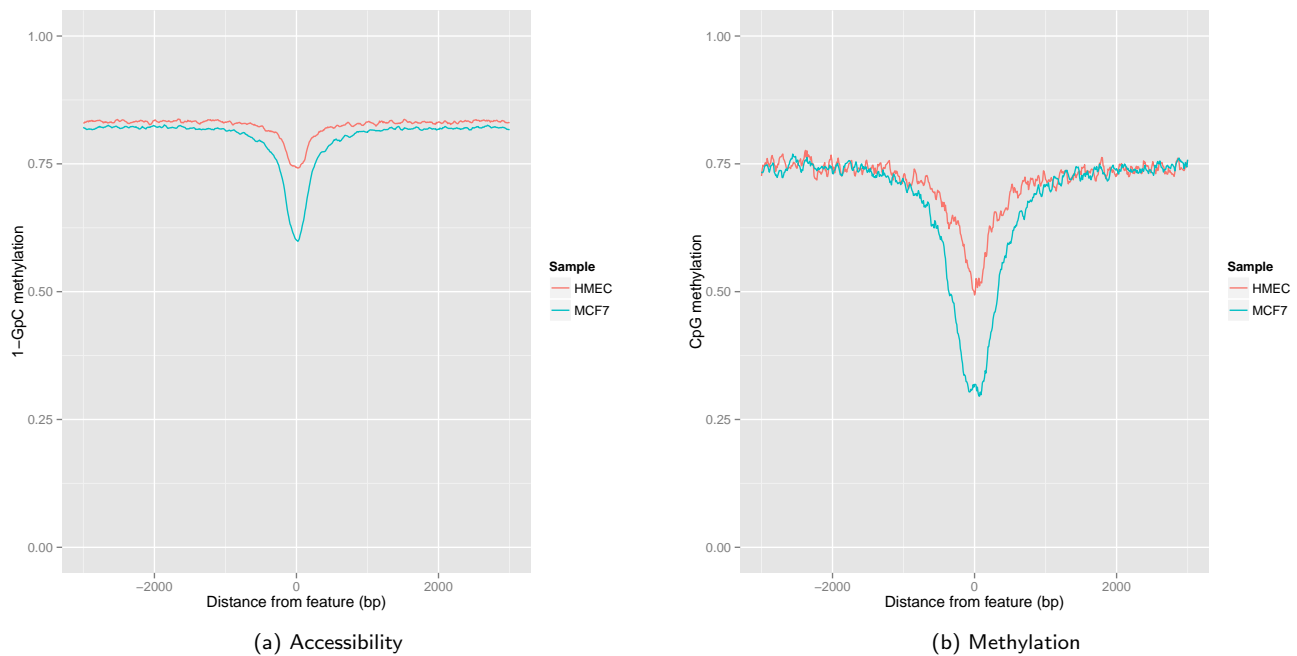 1.00
0.75
0.50
0.25
0.00
1−GpC methylation
−2000
0
2000
Distance from feature (bp)
Sample
HMEC
MCF7
(a) Accessibility
1.00
0.75
0.50
0.25
0.00
CpG methylation
−2000
0
2000
Distance from feature (bp)
Sample
HMEC
MCF7
(b) Methylation